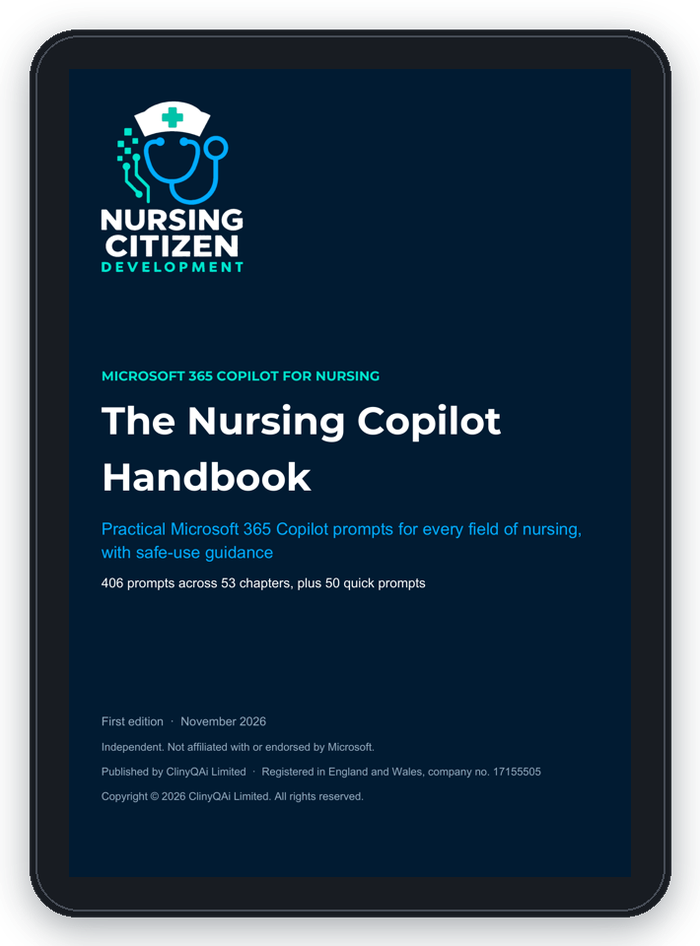 NURSING
CITIZEN
DEVELOPMENT
MICROSOFT 365 COPILOT FOR NURSING
The Nursing Copilot
Handbook
Practical Microsoft 365 Copilot prompts for every field of nursing,
with safe-use guidance
406 prompts across 53 chapters, plus 50 quick prompts
First edition · November 2026
Independent. Not affiliated with or endorsed by Microsoft.
Published by ClinyQAi Limited · Registered in England and Wales, company no. 17155505
Copyright © 2026 ClinyQAi Limited. All rights reserved.